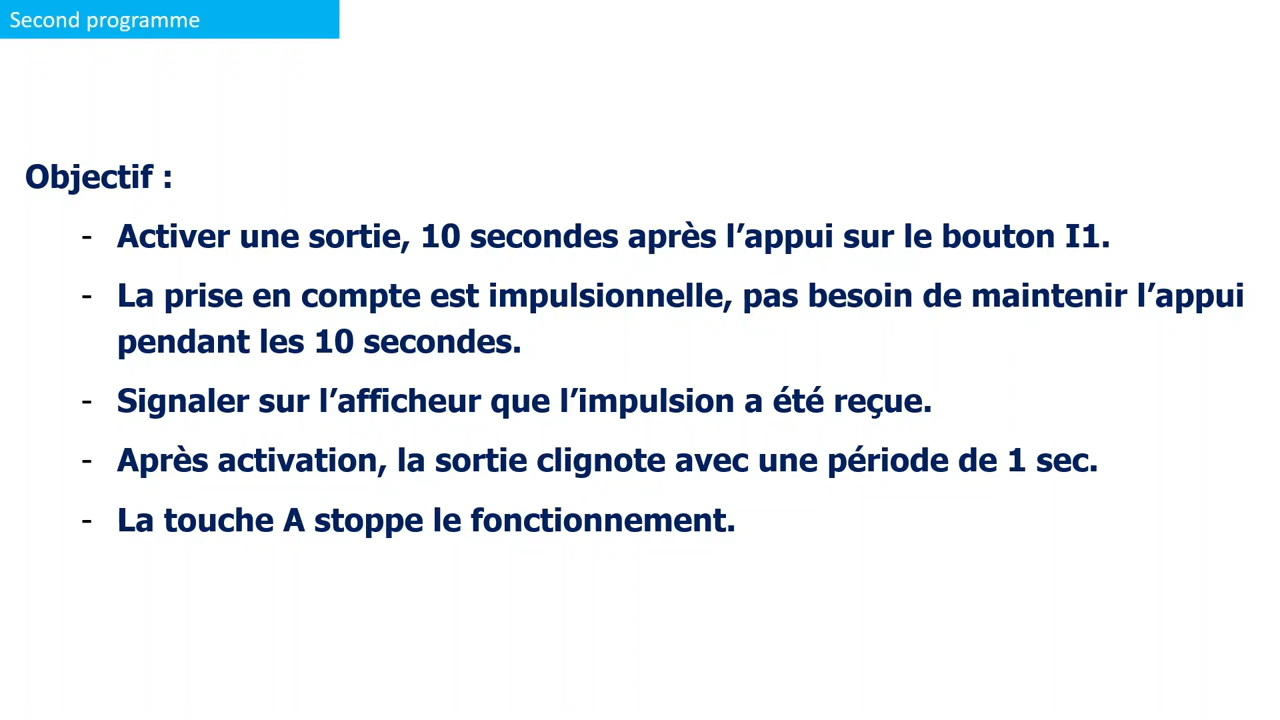 Second programme
Objectif :
- Activer une sortie, 10 secondes après l’appui sur le bouton I1.
- La prise en compte est impulsionnelle, pas besoin de maintenir l’appui
pendant les 10 secondes.
- Signaler sur l’afficheur que l’impulsion a été reçue.
- Après activation, la sortie clignote avec une période de 1 sec.
- La touche A stoppe le fonctionnement.